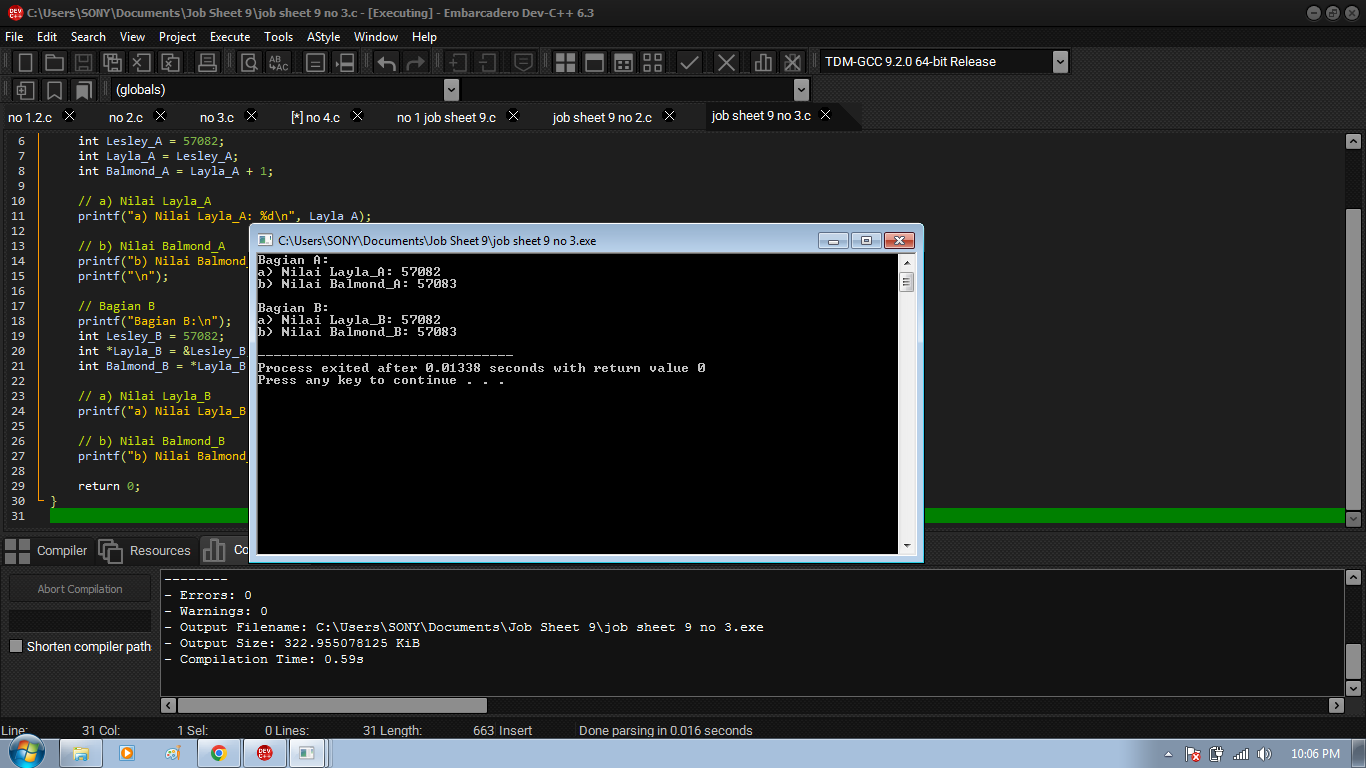 C:\Users\SONY\Documents\Job Sheet 9\job sheet 9 no 3.c - [Executing] - Embarcadero Dev-C++ 6.3
File Edit Search View Project Execute Tools AStyle Window Help
TDM-GCC 9.2.0 64-bit Release
(globals)
no 1.2.c no 2.c no 3.c [*] no 4.c no 1 job sheet 9.c job sheet 9 no 2.c job sheet 9 no 3.c
6 int Lesley_A = 57082;
7 int Layla_A = Lesley_A;
8 int Balmond_A = Layla_A + 1;
9
10 // a) Nilai Layla_A
11 printf("a) Nilai Layla_A: %d\n", Layla_A);
12
13 // b) Nilai Balmond_A
14 printf("b) Nilai Balmond_
15 printf("\n");
16
17 // Bagian B
18 printf("Bagian B:\n");
19 int Lesley_B = 57082;
20 int *Layla_B = &Lesley_B
21 int Balmond_B = *Layla_B
22
23 // a) Nilai Layla_B
24 printf("a) Nilai Layla_B
25
26 // b) Nilai Balmond_B
27 printf("b) Nilai Balmond_
28
29 return 0;
30 }
31
C:\Users\SONY\Documents\Job Sheet 9\job sheet 9 no 3.exe
Bagian A:
a) Nilai Layla_A: 57082
b) Nilai Balmond_A: 57083
Bagian B:
a) Nilai Layla_B: 57082
b) Nilai Balmond_B: 57083
--------------------------------
Process exited after 0.01338 seconds with return value 0
Press any key to continue . . .
Compiler Resources Co
Abort Compilation
Shorten compiler path
--------
- Errors: 0
- Warnings: 0
- Output Filename: C:\Users\SONY\Documents\Job Sheet 9\job sheet 9 no 3.exe
- Output Size: 322.955078125 KiB
- Compilation Time: 0.59s
Line: 31 Col: 1 Sel: 0 Lines: 31 Length: 663 Insert Done parsing in 0.016 seconds
DEV C++
10:06 PM